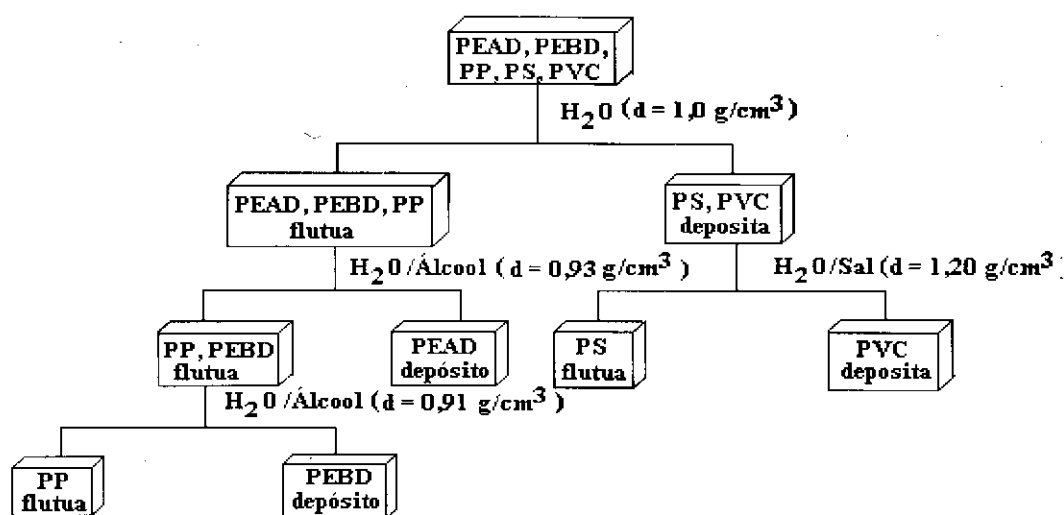 PEAD, PEBD,
PP, PS, PVC
H₂O (d = 1,0 g/cm³)
PEAD, PEBD, PP
flutua
PS, PVC
deposita
H₂O/Álcool (d = 0,93 g/cm³)
H₂O/Sal (d = 1,20 g/cm³)
PP, PEBD
flutua
PEAD
depósito
PS
flutua
PVC
deposita
H₂O/Álcool (d = 0,91 g/cm³)
PP
flutua
PEBD
depósito